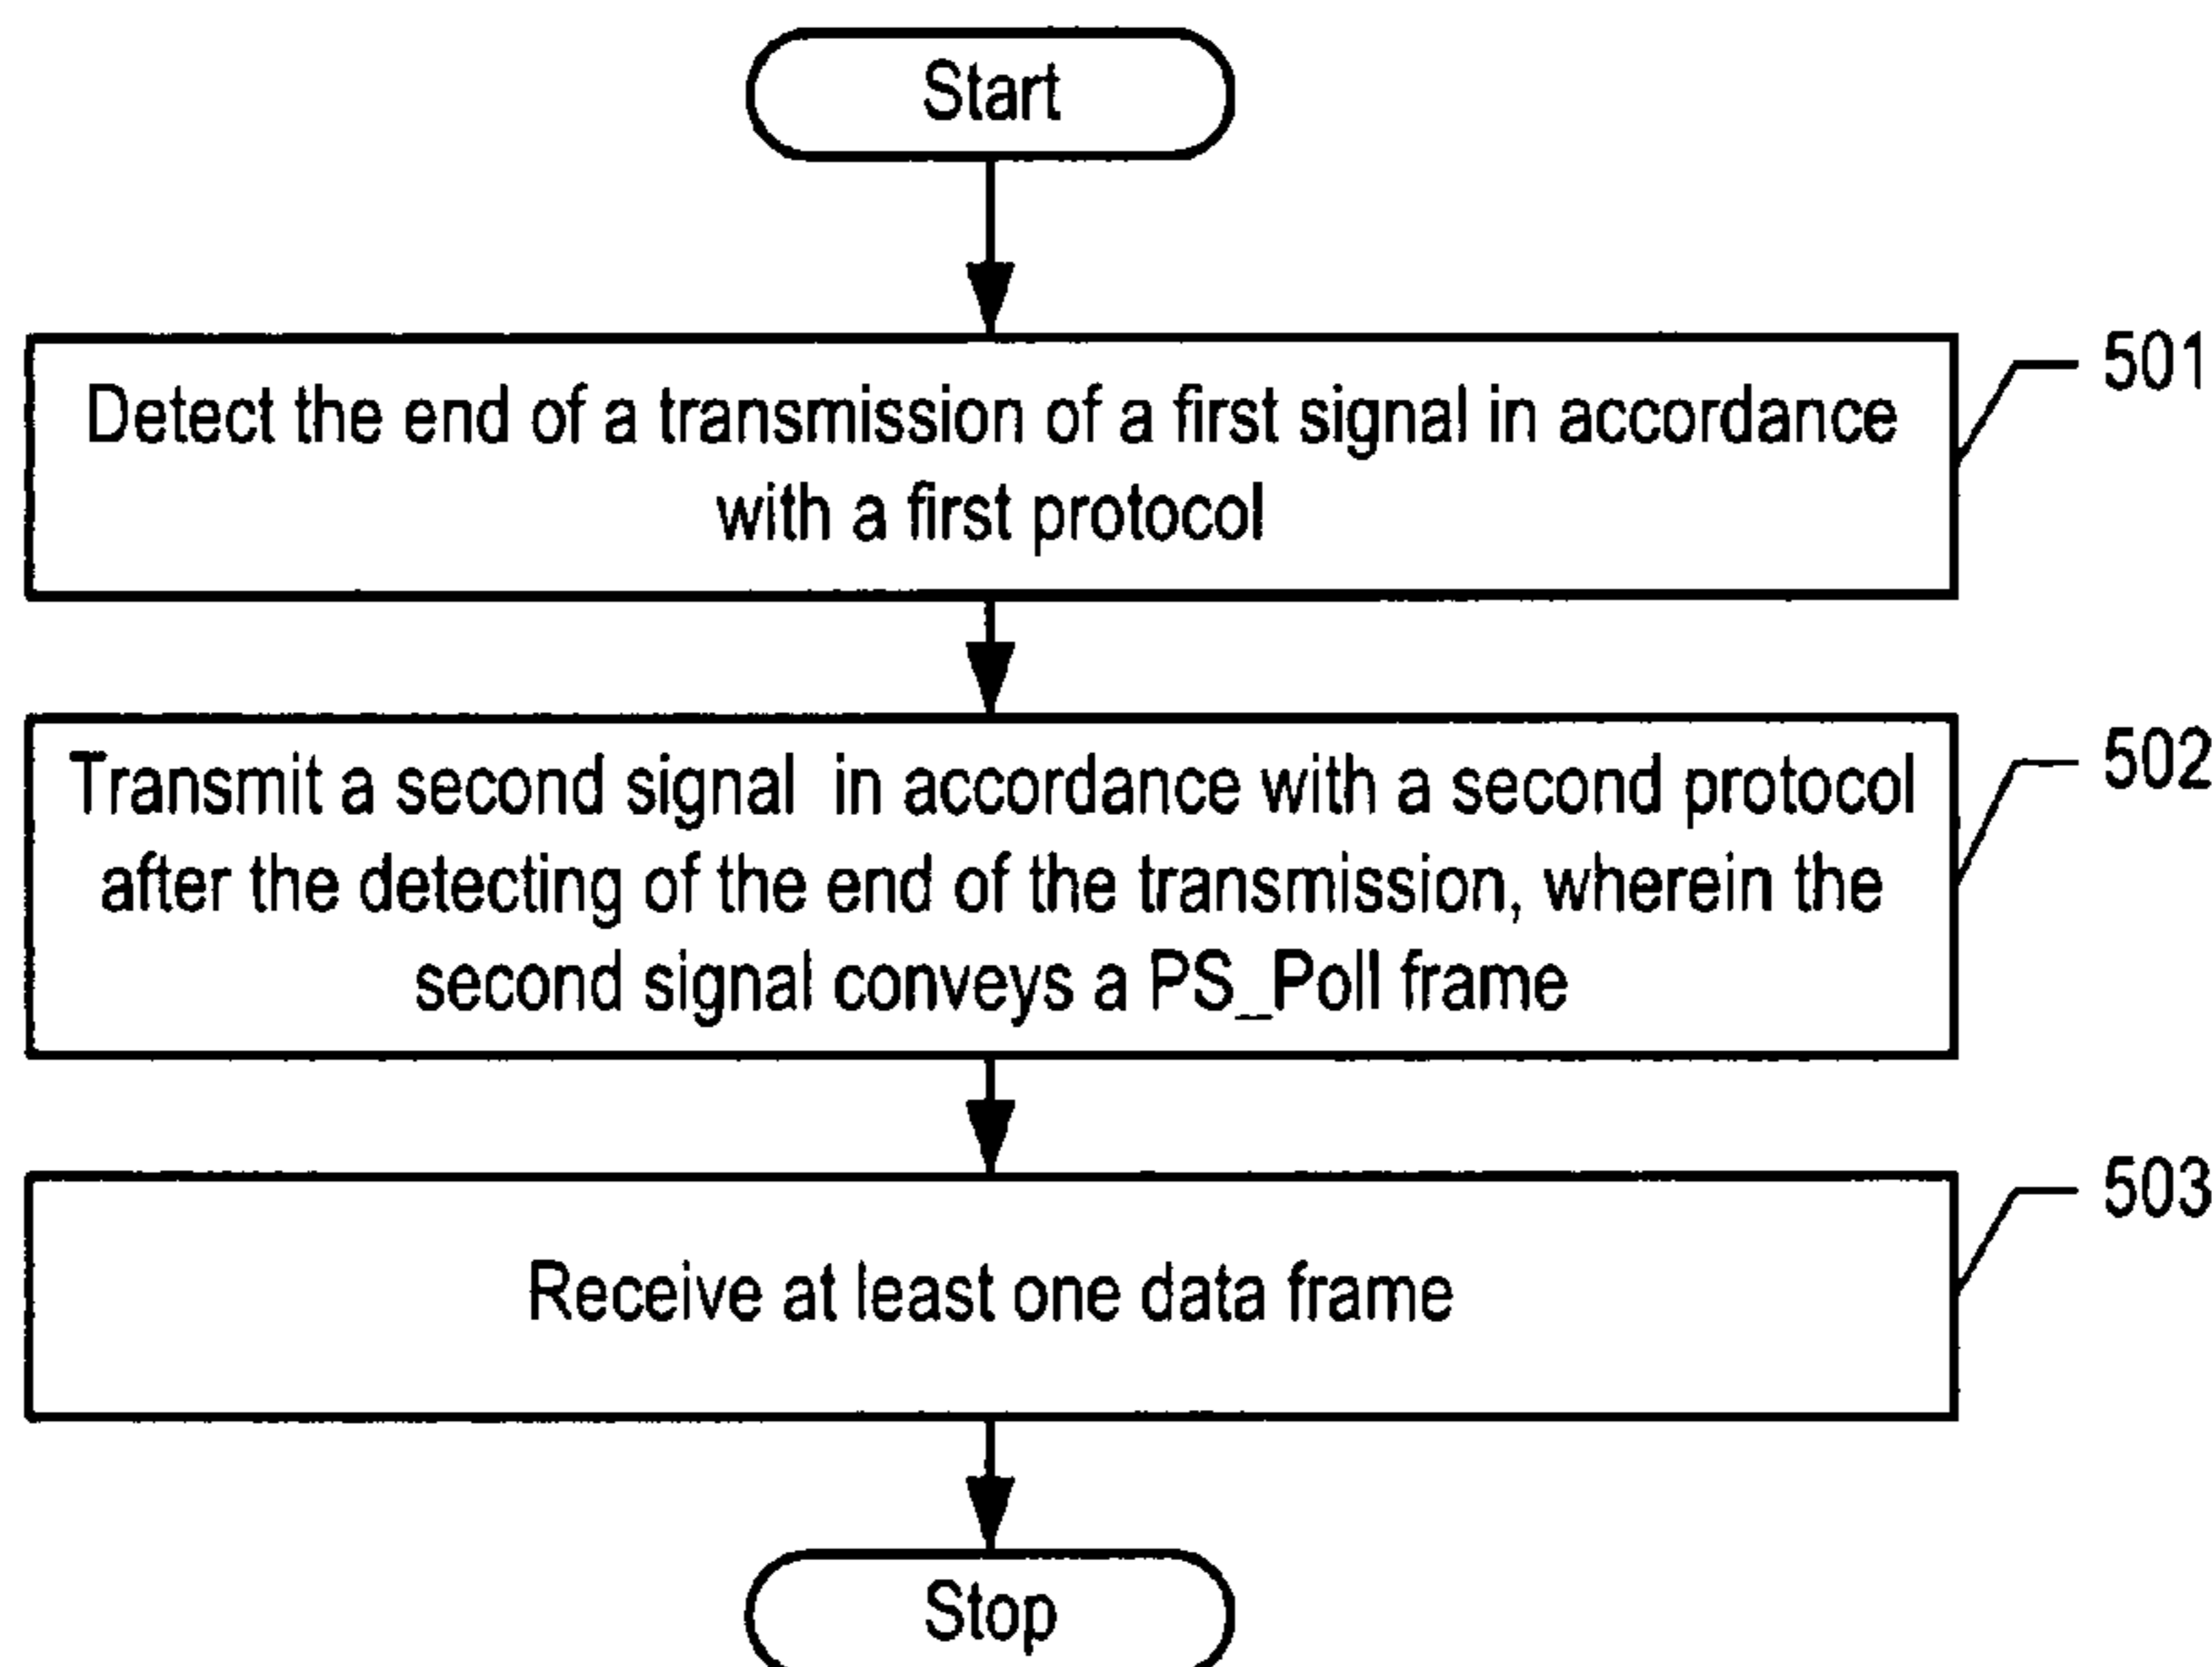 Start
501
Detect the end of a transmission of a first signal in accordance
with a first protocol
502
Transmit a second signal in accordance with a second protocol
after the detecting of the end of the transmission, wherein the
second signal conveys a PS_Poll frame
503
Receive at least one data frame
Stop